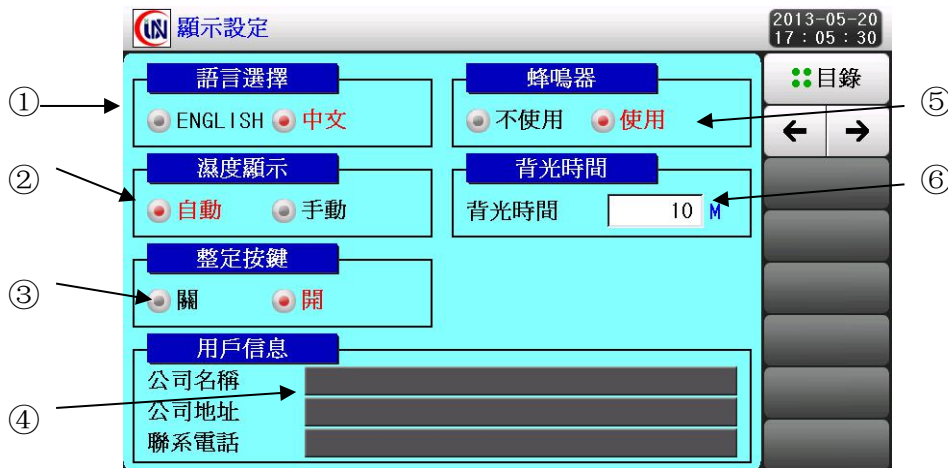 iN 顯示設定
2013-05-20
17:05:30
語言選擇
ENGLISH 中文
蜂鳴器
不使用 使用
目錄
← →
濕度顯示
自動 手動
背光時間
背光時間 10 M
整定按鍵
關 開
用戶信息
公司名稱
公司地址
聯系電話
①
②
③
④
⑤
⑥